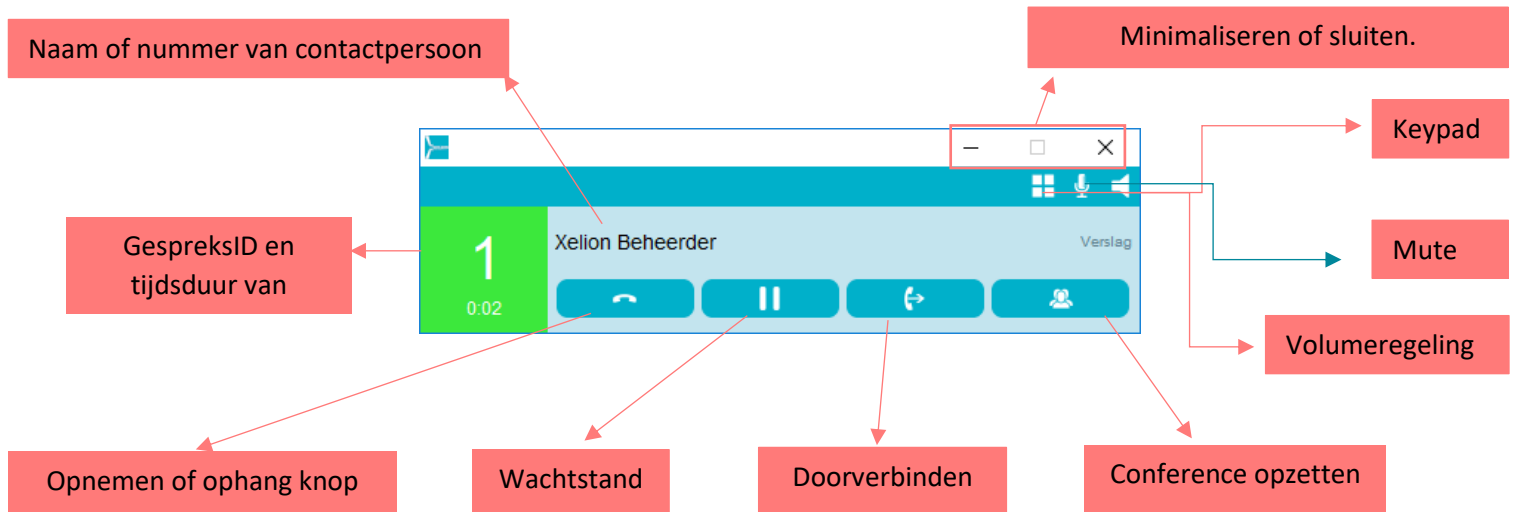 Naam of nummer van contactpersoon
Minimaliseren of sluiten.
Keypad
GespreksID en
tijdsduur van
1
0:02
Xelion Beheerder
Verslag
Mute
Volumeregeling
Opnemen of ophang knop
Wachtstand
Doorverbinden
Conference opzetten